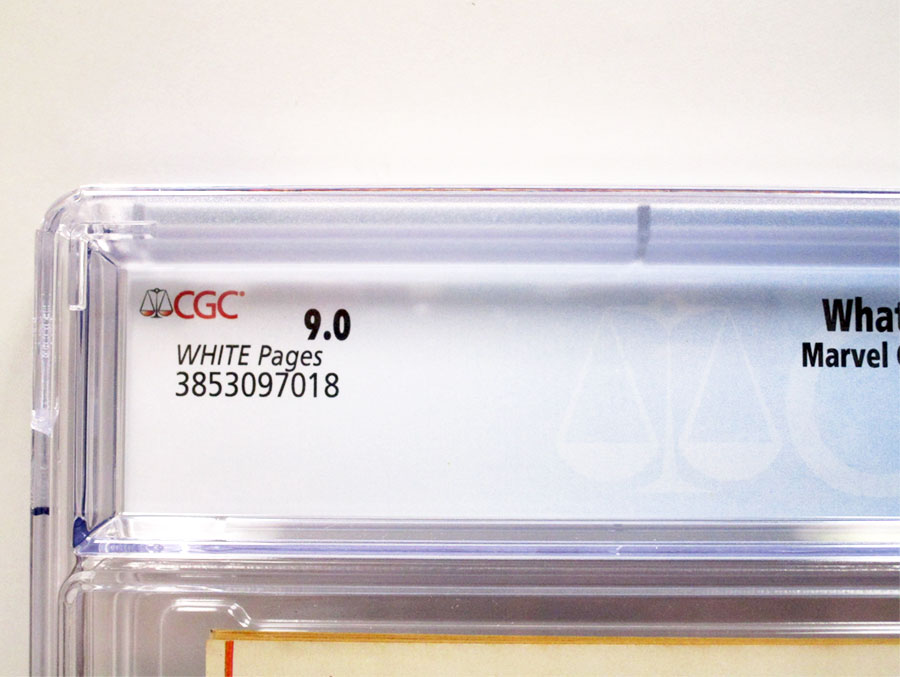 CGC®
9.0
WHITE Pages
3853097018
What
Marvel